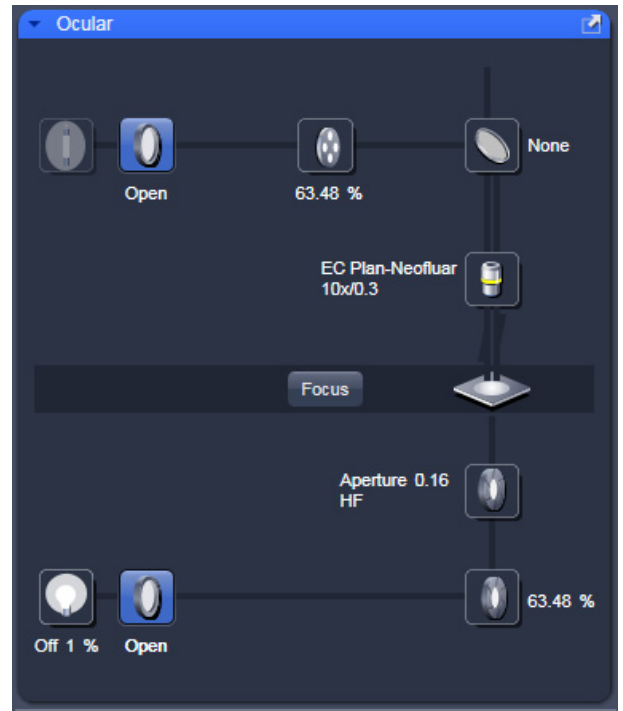 Ocular
None
Open
63.48 %
EC Plan-Neofluar
10x/0.3
Focus
Aperture 0.16
HF
63.48 %
Off 1 %
Open